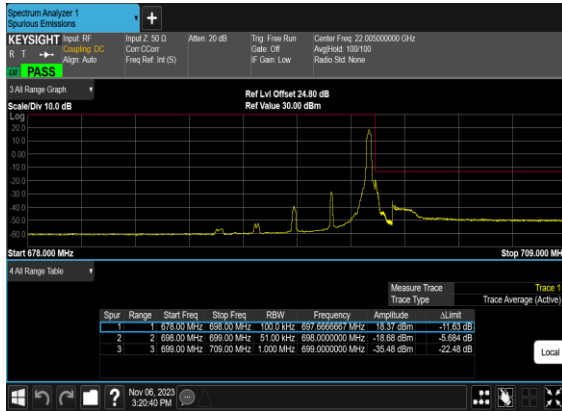 Spectrum Analyzer 1
Spurious Emissions
+
KEYSIGHT
R T
Input: RF
Coupling: DC
Align: Auto
Input Z: 50 Ω
Corr CCorr
Freq Ref: Int (S)
Atten: 20 dB
Trig: Free Run
Gate: Off
IF Gain: Low
Center Freq: 22.005000000 GHz
Avg|Hold: 100/100
Radio Std: None
PASS
3 All Range Graph
Scale/Div 10.0 dB
Ref Lvl Offset 24.80 dB
Ref Value 30.00 dBm
Log
20.0
10.0
0.00
-10.0
-20.0
-30.0
-40.0
-50.0
-60.0
Start 678.000 MHz
Stop 709.000 MH
4 All Range Table
Measure Trace Trace 1
Trace Type Trace Average (Active)
Spur Range Start Freq Stop Freq RBW Frequency Amplitude ΔLimit
1 1 678.00 MHz 698.00 MHz 100.0 kHz 697.6666667 MHz 18.37 dBm -11.63 dB
2 2 698.00 MHz 699.00 MHz 51.00 kHz 698.0000000 MHz -18.68 dBm -5.684 dB
3 3 699.00 MHz 709.00 MHz 1.000 MHz 699.0000000 MHz -35.48 dBm -22.48 dB
Local
?
Nov 06, 2023
3:20:40 PM